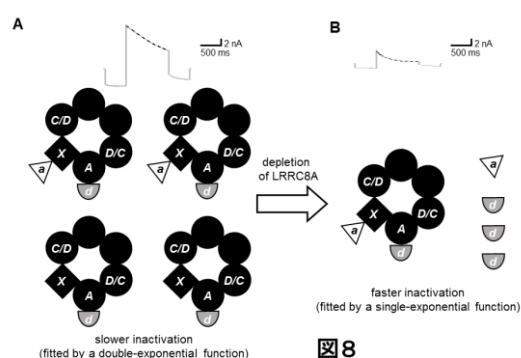 A
2 nA
500 ms
B
2 nA
500 ms
C/D
X
D/C
a
A
d
C/D
X
D/C
a
A
d
depletion
of LRRC8A
C/D
X
D/C
a
A
d
a
d
d
d
C/D
X
D/C
A
d
C/D
X
D/C
A
d
slower inactivation
(fitted by a double-exponential function)
faster inactivation
(fitted by a single-exponential function)
図8